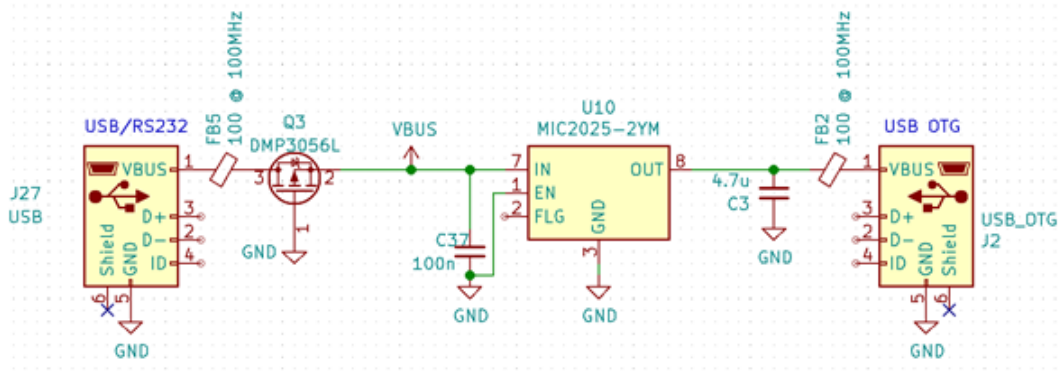 USB/RS232
J27
USB
VBUS
1
D+
3
D-
2
ID
4
Shield
GND
6
5
GND
FB5
100 @ 100MHz
Q3
DMP3056L
3
2
1
GND
VBUS
C37
100n
GND
U10
MIC2025-2YM
7
IN
1
EN
2
FLG
OUT
8
GND
3
GND
4.7u
C3
GND
FB2
100 @ 100MHz
USB OTG
1
VBUS
3
D+
2
D-
4
ID
GND
Shield
5
6
USB_OTG
J2
GND